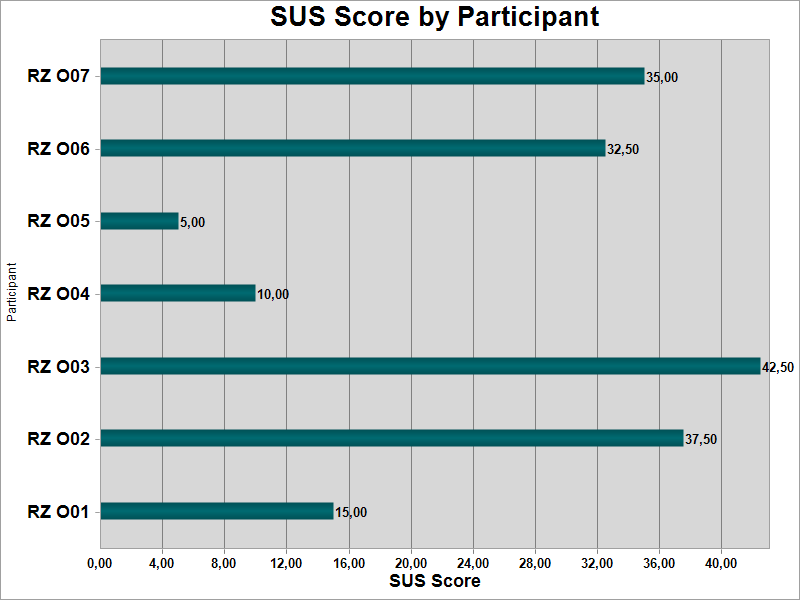 SUS Score by Participant
RZ O07
35,00
RZ O06
32,50
RZ O05
5,00
RZ O04
10,00
RZ O03
42,50
RZ O02
37,50
RZ O01
15,00
Participant
0,00 4,00 8,00 12,00 16,00 20,00 24,00 28,00 32,00 36,00 40,00
SUS Score